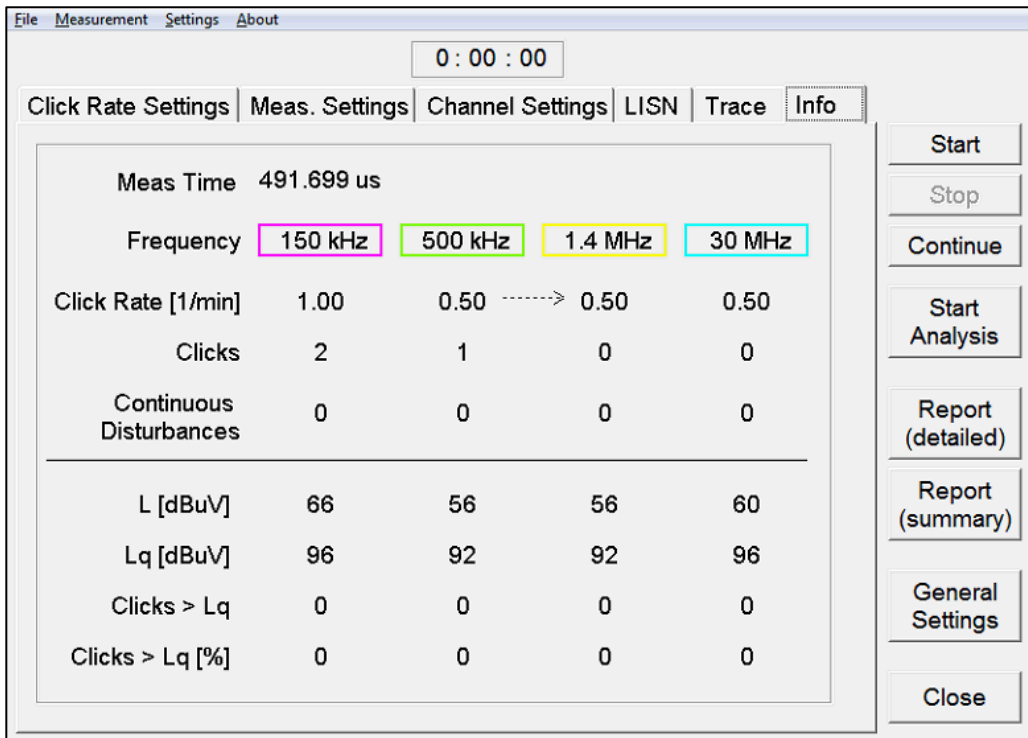 File Measurement Settings About
0 : 00 : 00
Click Rate Settings Meas. Settings Channel Settings LISN Trace Info
Meas Time 491.699 us
Frequency 150 kHz 500 kHz 1.4 MHz 30 MHz
Click Rate [1/min] 1.00 0.50 0.50 0.50
Clicks 2 1 0 0
Continuous
Disturbances 0 0 0 0
L [dBuV] 66 56 56 60
Lq [dBuV] 96 92 92 96
Clicks > Lq 0 0 0 0
Clicks > Lq [%] 0 0 0 0
Start
Stop
Continue
Start
Analysis
Report
(detailed)
Report
(summary)
General
Settings
Close